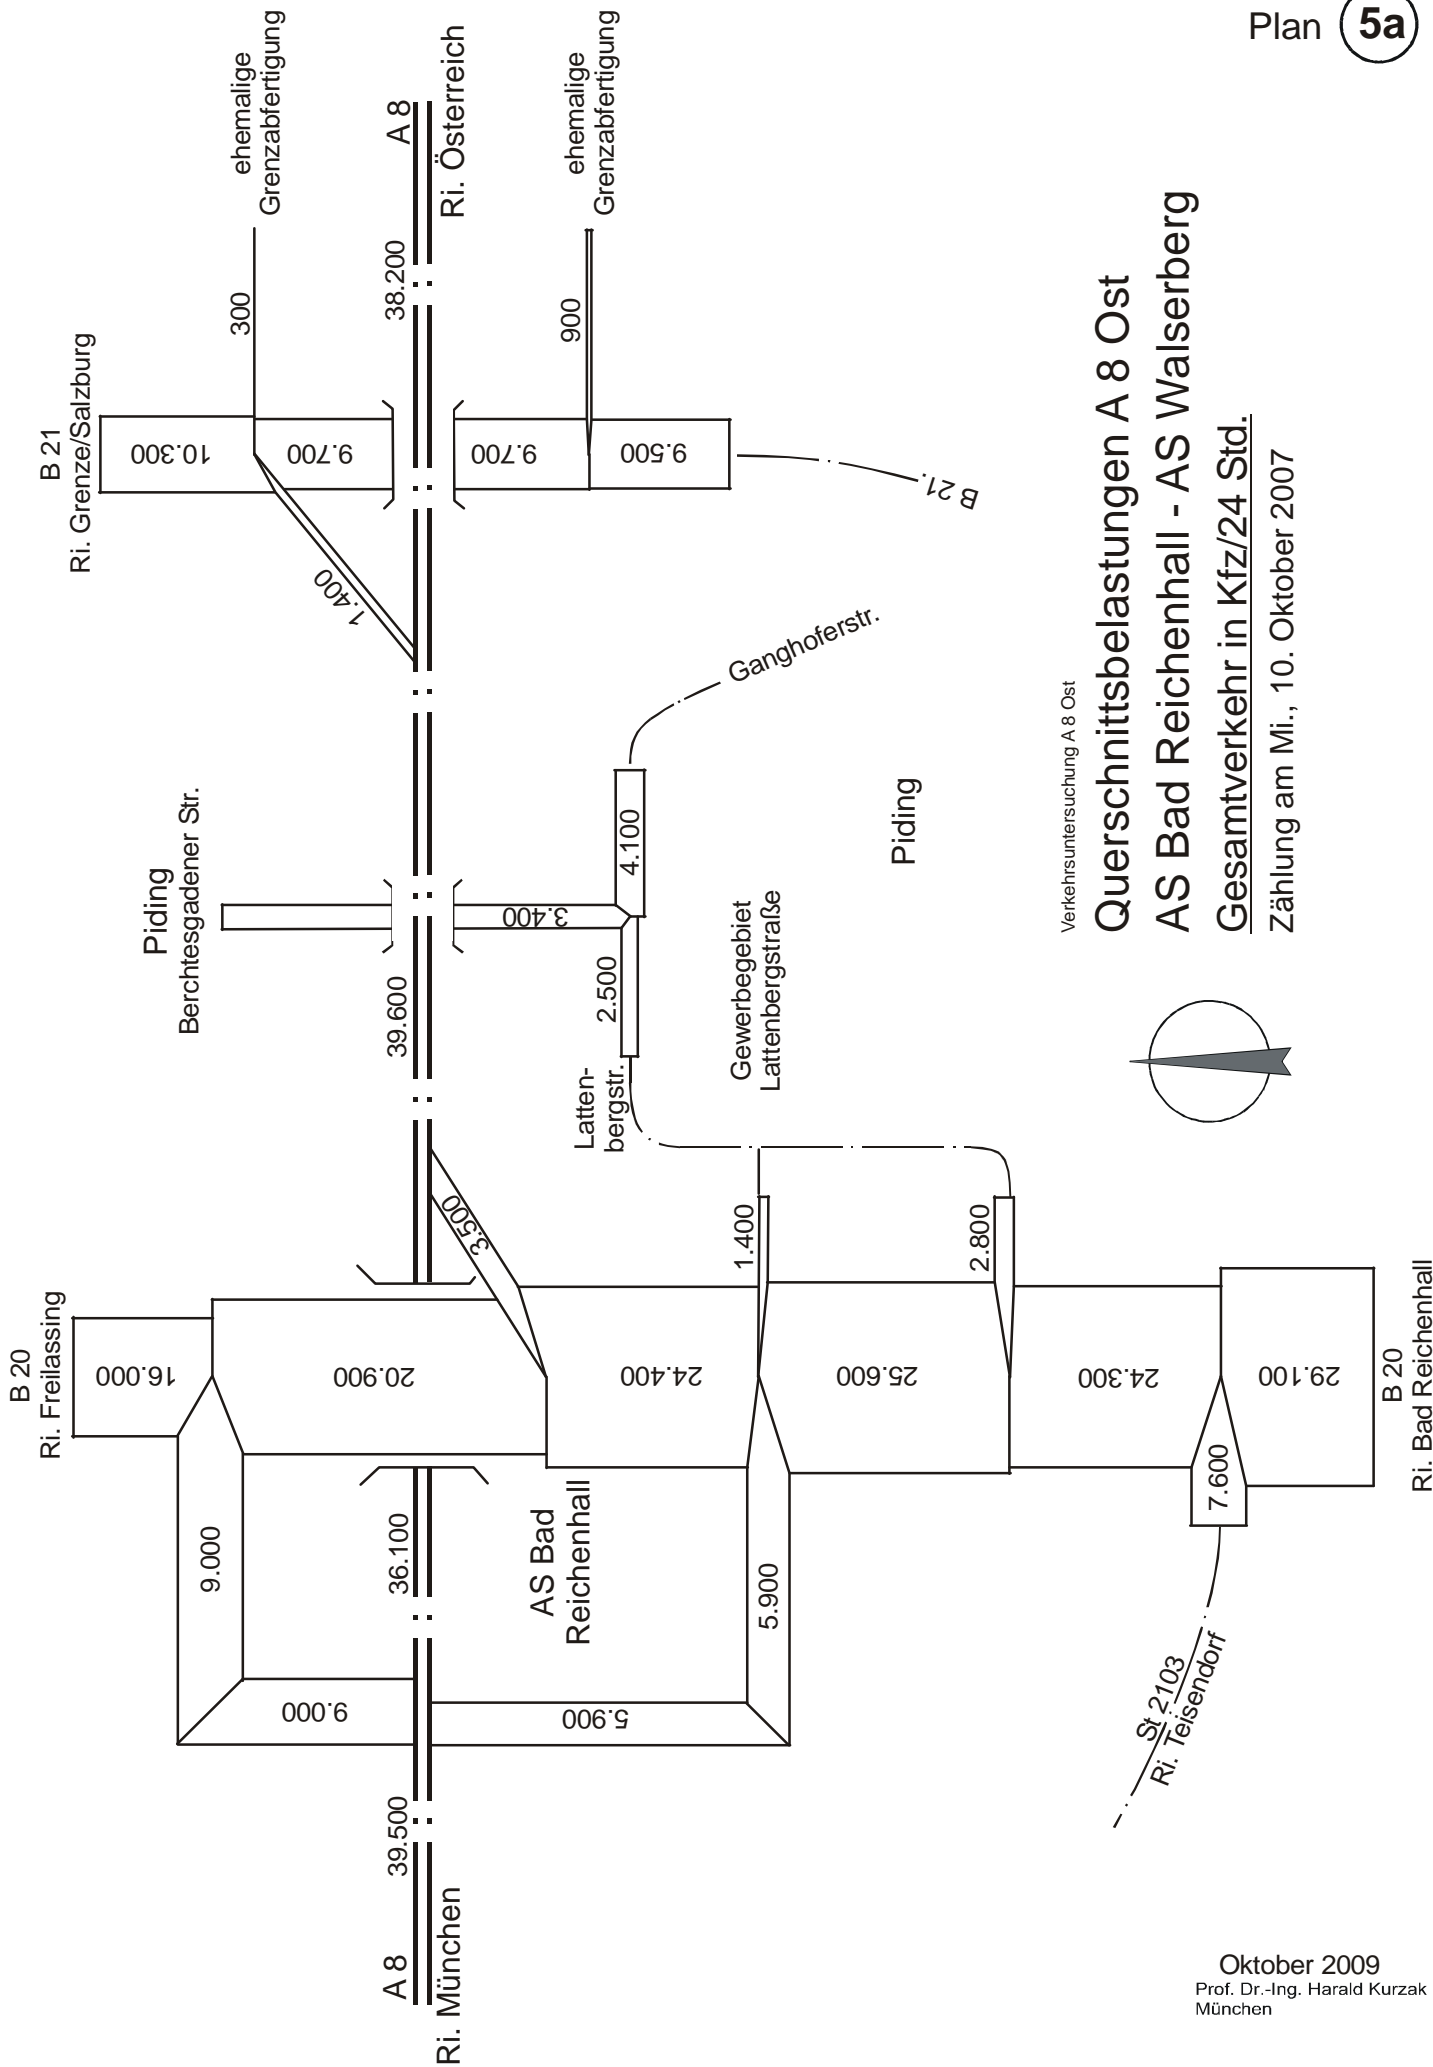 Plan 5a
B 20
Ri. Freilassing
16.000
20.900
9.000
9.000
A 8
Ri. München
39.500
36.100
AS Bad
Reichenhall
5.900
5.900
3.500
24.400
1.400
25.600
2.800
24.300
7.600
29.100
B 20
Ri. Bad Reichenhall
St 2103
Ri. Teisendorf
Piding
Berchtesgadener Str.
39.600
3.400
2.500
4.100
Latten-
bergstr.
Gewerbegebiet
Lattenbergstraße
Ganghoferstr.
Piding
B 21
Ri. Grenze/Salzburg
10.300
300
ehemalige
Grenzabfertigung
9.700
1.400
38.200
A 8
Ri. Österreich
9.700
900
ehemalige
Grenzabfertigung
9.500
B 21
Verkehrsuntersuchung A 8 Ost
Querschnittsbelastungen A 8 Ost
AS Bad Reichenhall - AS Walserberg
Gesamtverkehr in Kfz/24 Std.
Zählung am Mi., 10. Oktober 2007
Oktober 2009
Prof. Dr.-Ing. Harald Kurzak
München